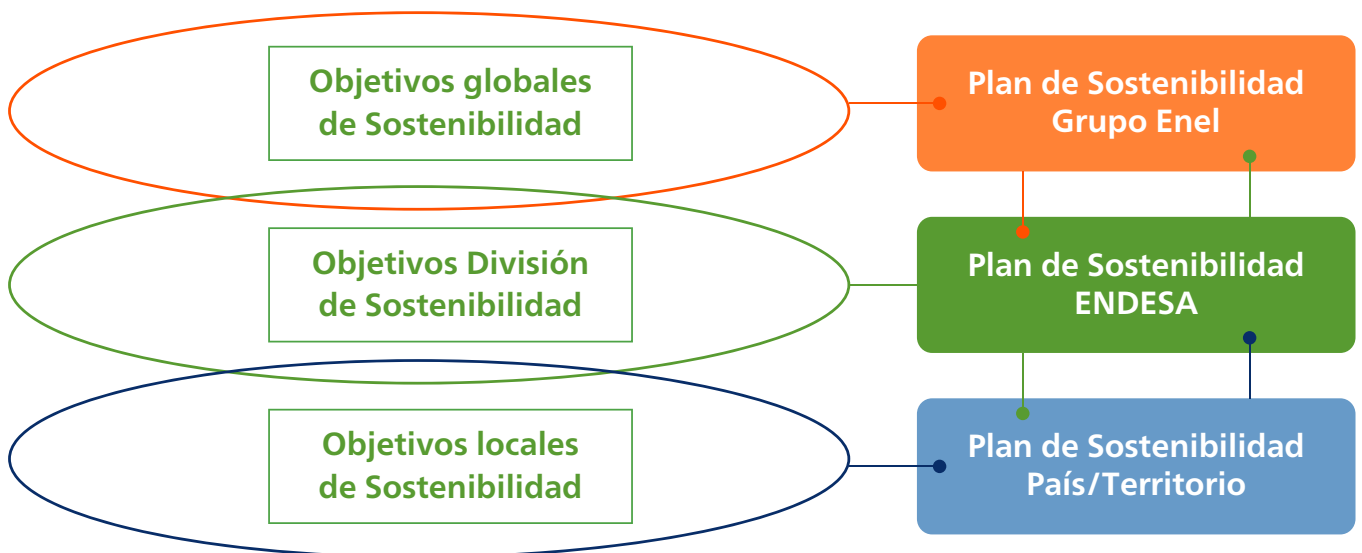 Objetivos globales
de Sostenibilidad
Plan de Sostenibilidad
Grupo Enel
Objetivos División
de Sostenibilidad
Plan de Sostenibilidad
ENDESA
Objetivos locales
de Sostenibilidad
Plan de Sostenibilidad
País/Territorio